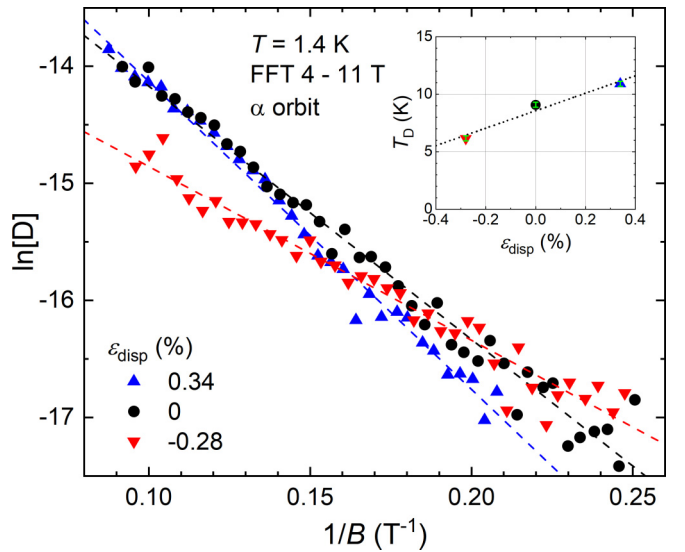 -14
-15
-16
-17
ln[D]
T = 1.4 K
FFT 4 - 11 T
α orbit
15
10
5
0
T_D (K)
-0.4 -0.2 0.0 0.2 0.4
ε_disp (%)
ε_disp (%)
0.34
0
-0.28
0.10 0.15 0.20 0.25
1/B (T⁻¹)